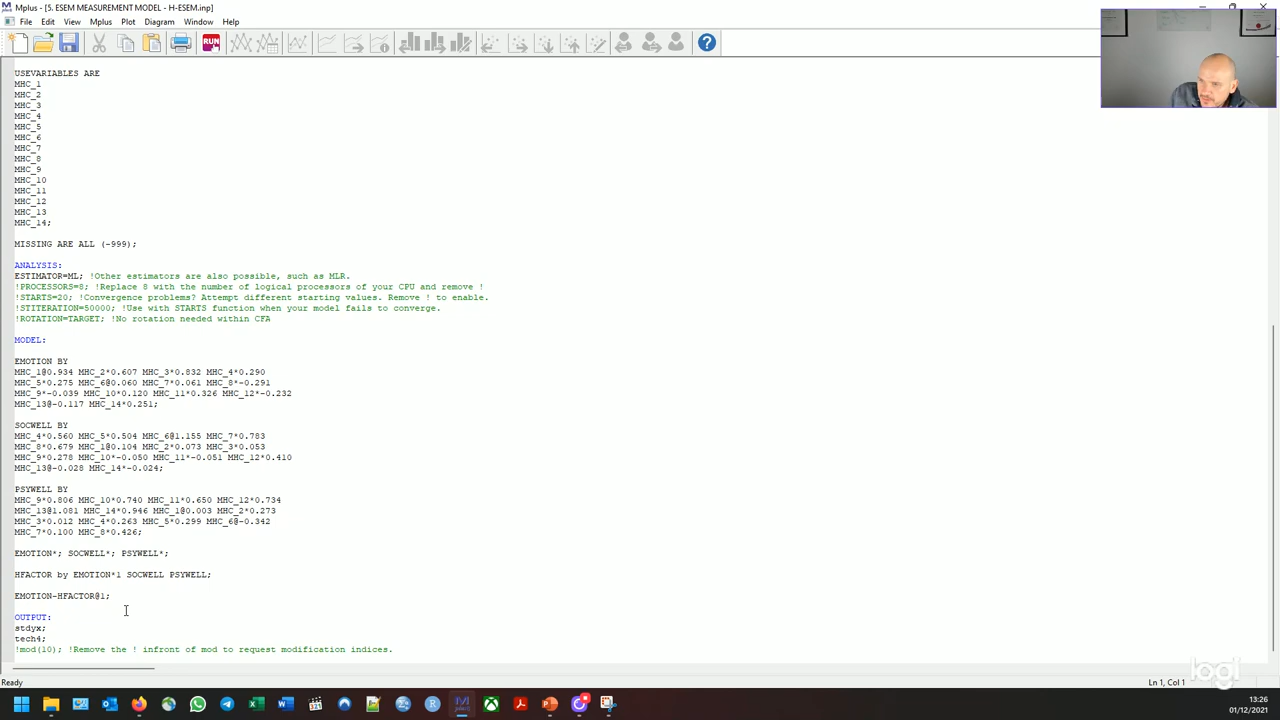 Mplus - [5. ESEM MEASUREMENT MODEL - H-ESEM.inp]
File Edit View Mplus Plot Diagram Window Help
RUN
USEVARIABLES ARE
MHC_1
MHC_2
MHC_3
MHC_4
MHC_5
MHC_6
MHC_7
MHC_8
MHC_9
MHC_10
MHC_11
MHC_12
MHC_13
MHC_14;
MISSING ARE ALL (-999);
ANALYSIS:
ESTIMATOR=ML; !Other estimators are also possible, such as MLR.
!PROCESSORS=8; !Replace 8 with the number of logical processors of your CPU and remove !
!STARTS=20; !Convergence problems? Attempt different starting values. Remove ! to enable.
!STITERATION=50000; !Use with STARTS function when your model fails to converge.
!ROTATION=TARGET; !No rotation needed within CFA
MODEL:
EMOTION BY
MHC_1@0.934 MHC_2*0.607 MHC_3*0.832 MHC_4*0.290
MHC_5*0.275 MHC_6@0.060 MHC_7*0.061 MHC_8*-0.291
MHC_9*-0.039 MHC_10*0.120 MHC_11*0.326 MHC_12*-0.232
MHC_13@-0.117 MHC_14*0.251;
SOCWELL BY
MHC_4*0.560 MHC_5*0.504 MHC_6@1.155 MHC_7*0.783
MHC_8*0.679 MHC_1@0.104 MHC_2*0.073 MHC_3*0.053
MHC_9*0.278 MHC_10*-0.050 MHC_11*-0.051 MHC_12*0.410
MHC_13@-0.028 MHC_14*-0.024;
PSYWELL BY
MHC_9*0.806 MHC_10*0.740 MHC_11*0.650 MHC_12*0.734
MHC_13@1.081 MHC_14*0.946 MHC_1@0.003 MHC_2*0.273
MHC_3*0.012 MHC_4*0.263 MHC_5*0.299 MHC_6@-0.342
MHC_7*0.100 MHC_8*0.426;
EMOTION*; SOCWELL*; PSYWELL*;
HFACTOR by EMOTION*1 SOCWELL PSYWELL;
EMOTION-HFACTOR@1;
OUTPUT:
stdyx;
tech4;
!mod(10); !Remove the ! infront of mod to request modification indices.
logi
Ready
Ln 1, Col 1
13:26
01/12/2021